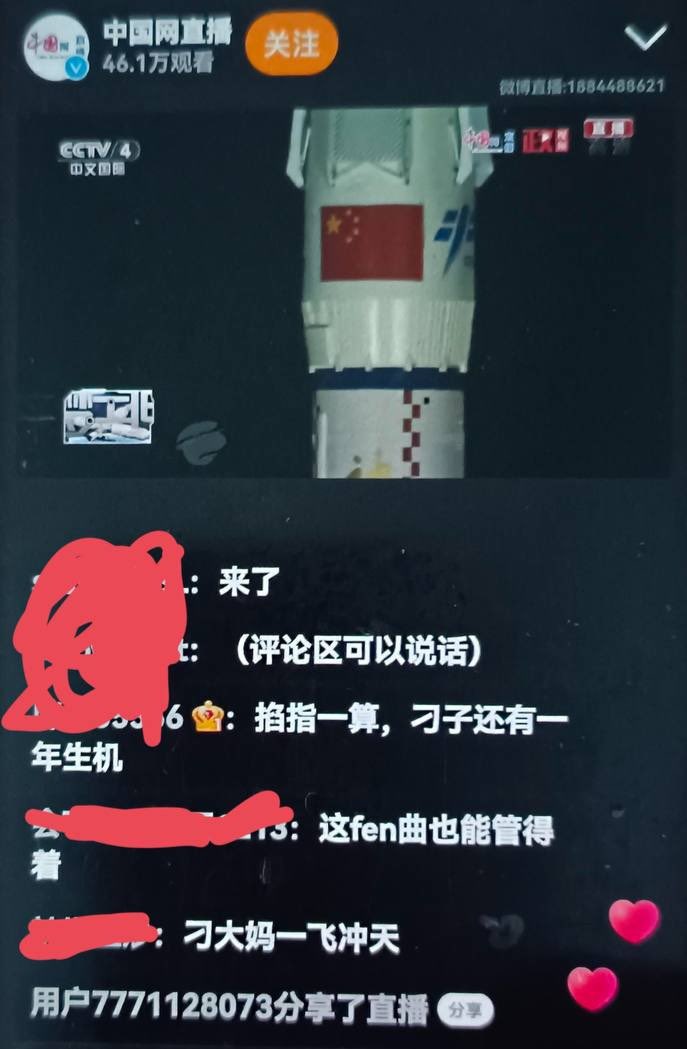 中国网直播
46.1万观看
关注
微博直播:1884488621
CCTV/4
中文国际
直播
来了
(评论区可以说话)
6: 掐指一算，刁子还有一
年生机
3: 这fen曲也能管得
着
: 刁大妈一飞冲天
用户7771128073分享了直播
分享